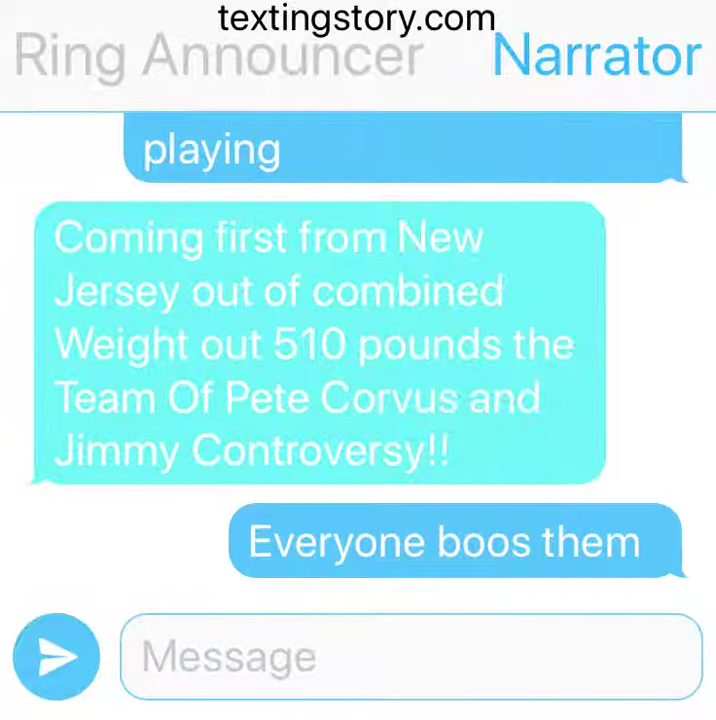 textingstory.com
Ring Announcer Narrator
playing
Coming first from New
Jersey out of combined
Weight out 510 pounds the
Team Of Pete Corvus and
Jimmy Controversy!!
Everyone boos them
Message